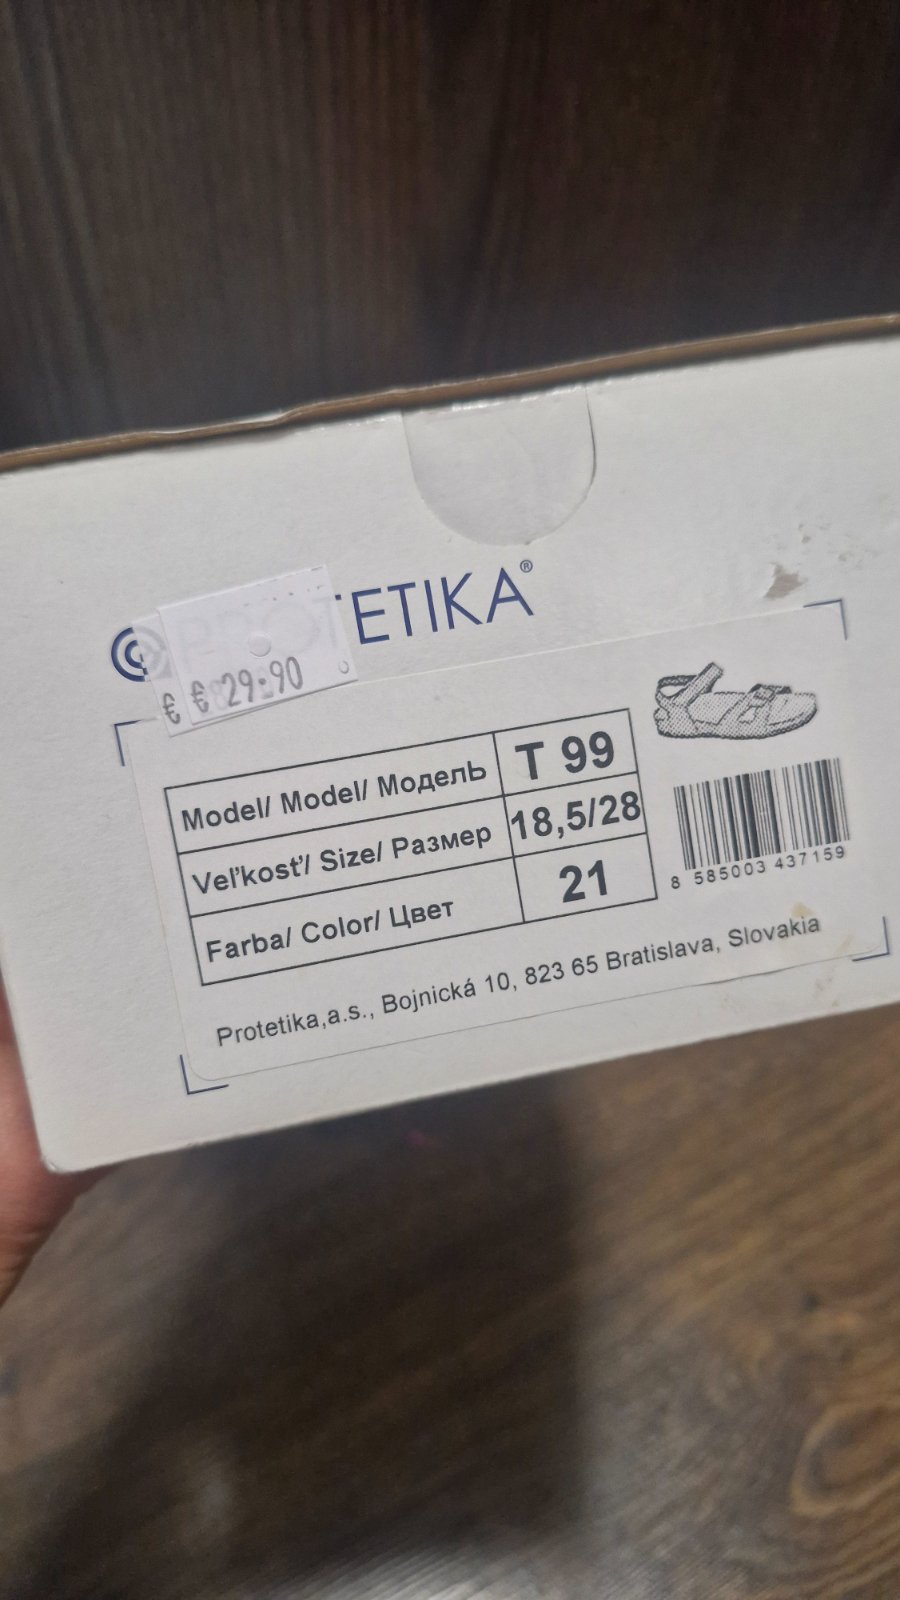 ETIKA®
€ € 29.90
Model/ Model/ Модель T 99
Veľkosť/ Size/ Размер 18,5/28
Farba/ Color/ Цвет 21
8 585003 437159
Protetika,a.s., Bojnická 10, 823 65 Bratislava, Slovakia